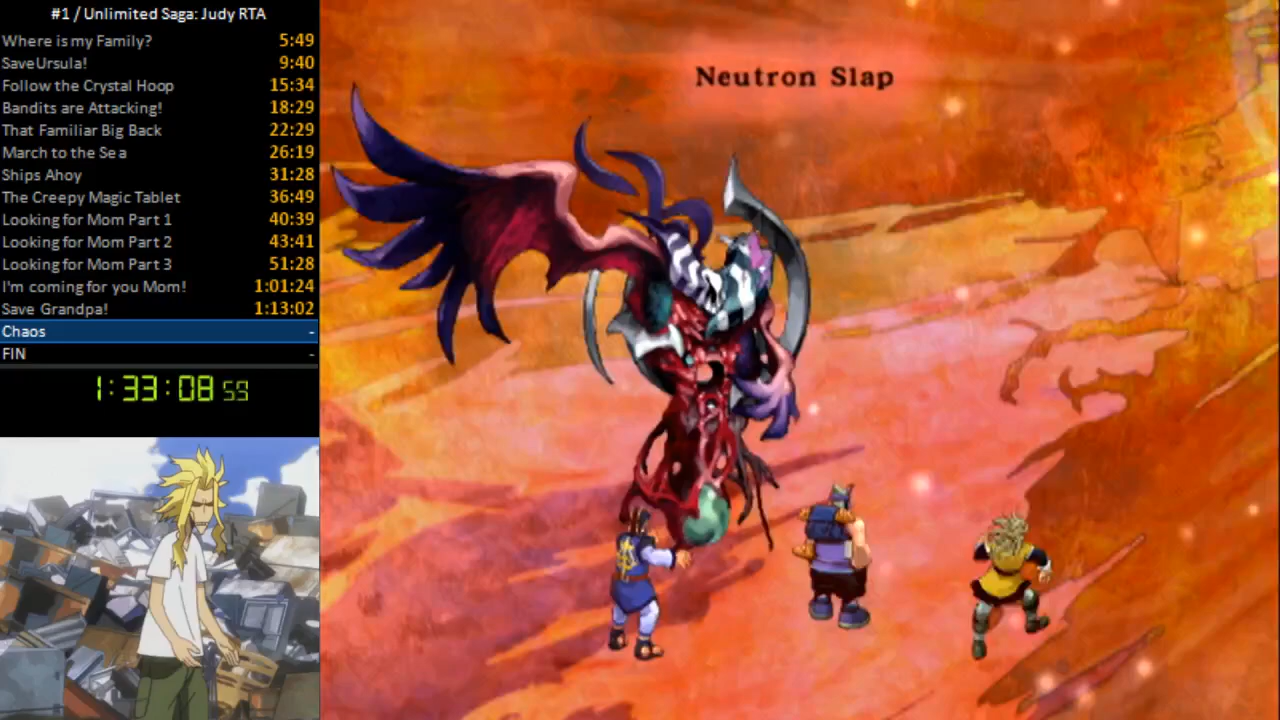 #1 / Unlimited Saga: Judy RTA
Where is my Family? 5:49
SaveUrsula! 9:40
Follow the Crystal Hoop 15:34
Bandits are Attacking! 18:29
That Familiar Big Back 22:29
March to the Sea 26:19
Ships Ahoy 31:28
The Creepy Magic Tablet 36:49
Looking for Mom Part 1 40:39
Looking for Mom Part 2 43:41
Looking for Mom Part 3 51:28
I'm coming for you Mom! 1:01:24
Save Grandpa! 1:13:02
Chaos -
FIN -
1:33:08 59
Neutron Slap